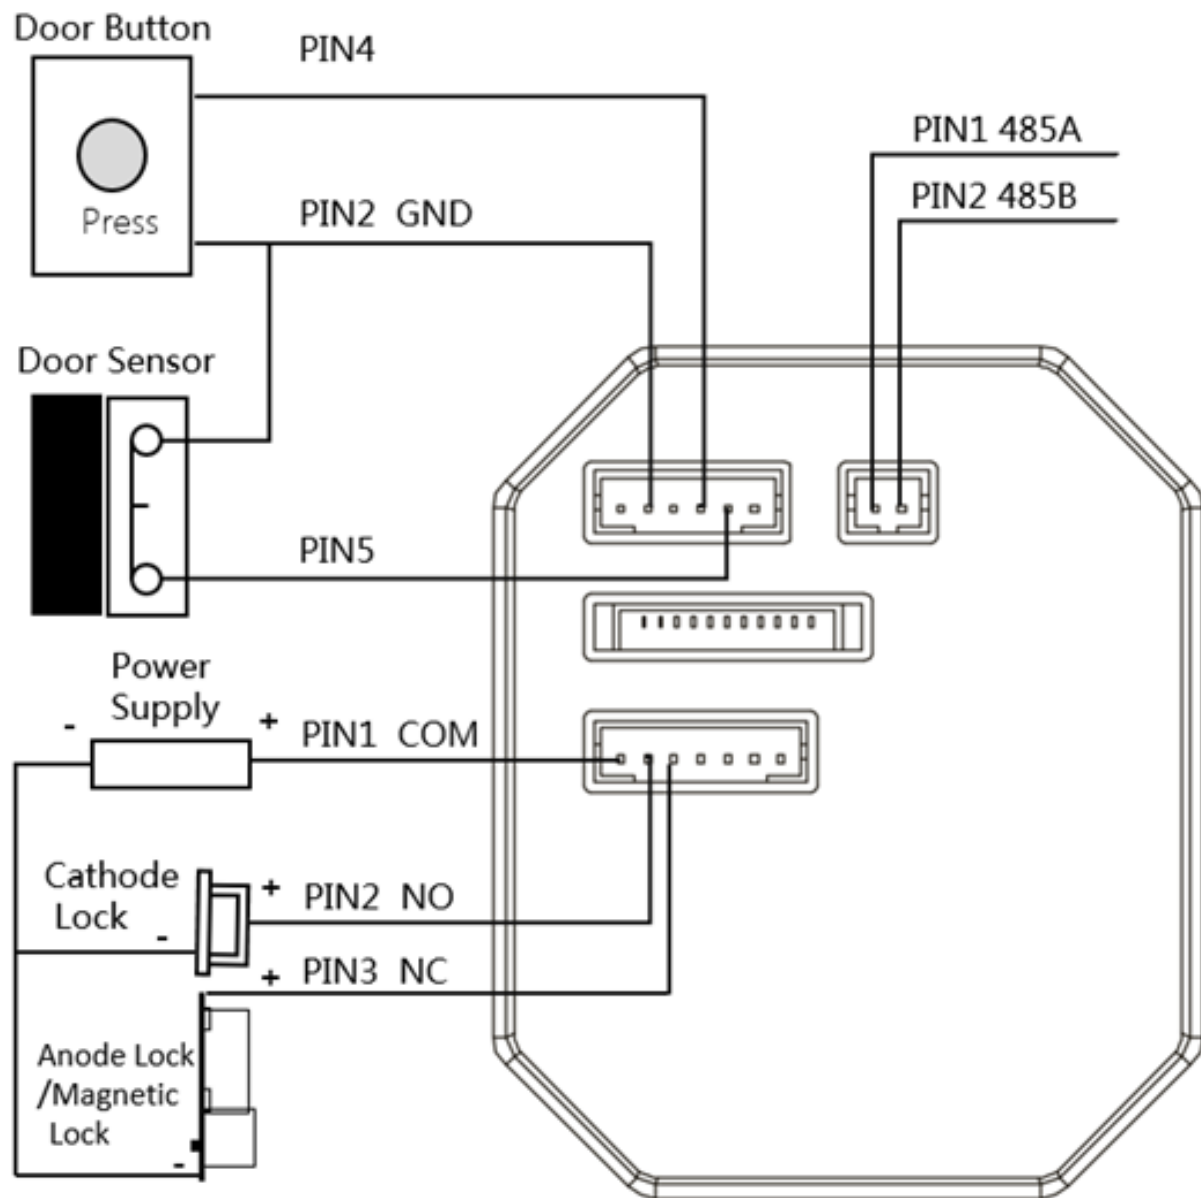 Door Button
PIN4
Press
PIN2 GND
PIN1 485A
PIN2 485B
Door Sensor
PIN5
Power
Supply
- +
PIN1 COM
Cathode
Lock
- +
PIN2 NO
+
PIN3 NC
Anode Lock
/Magnetic
Lock
-